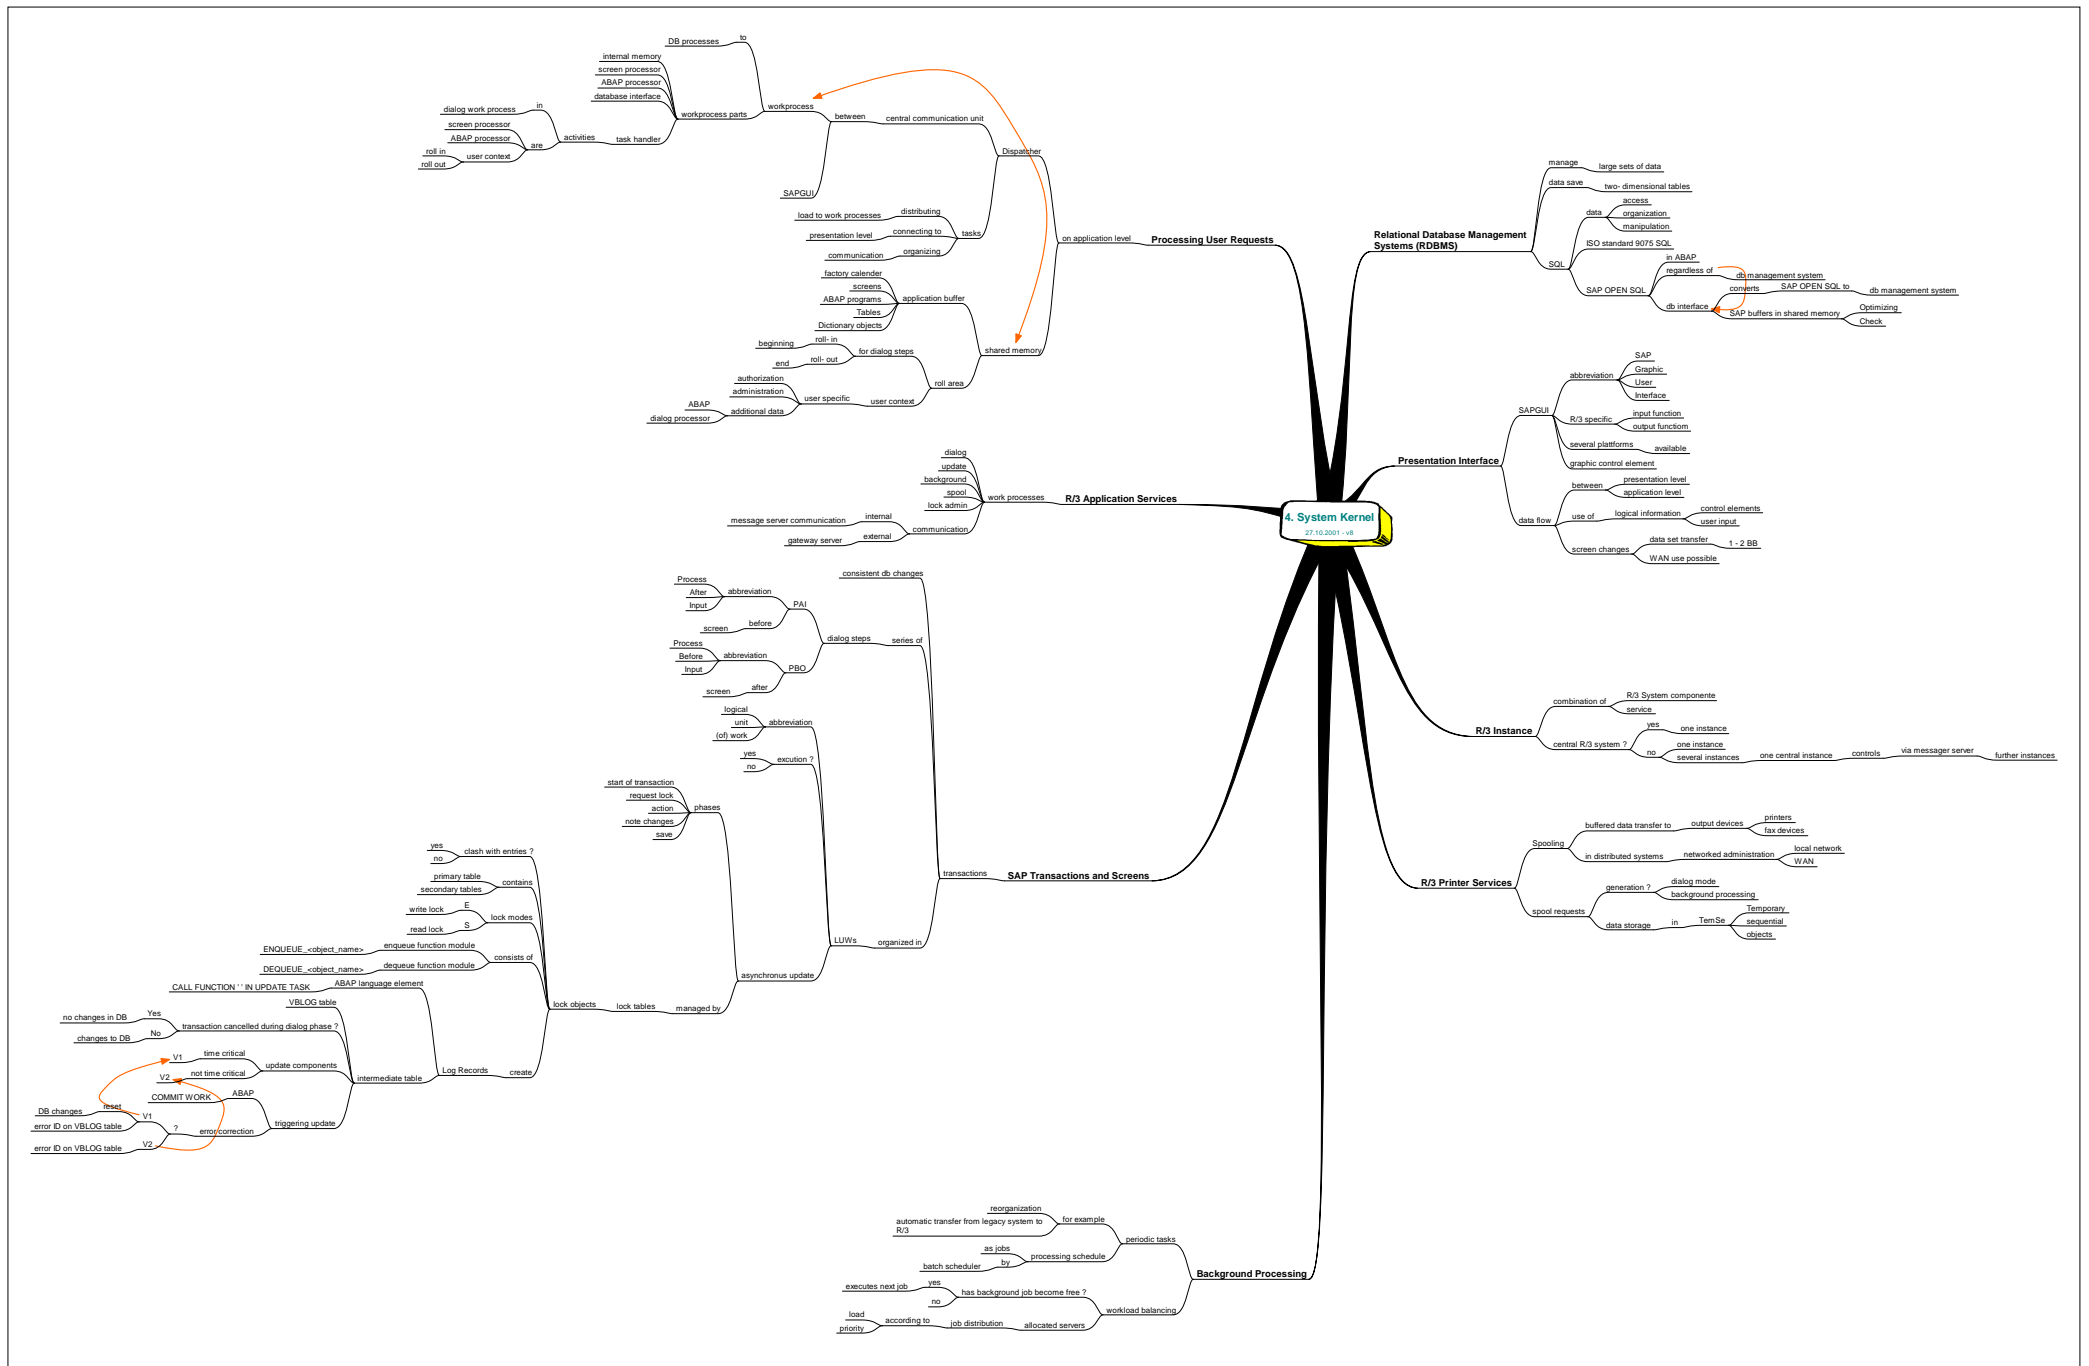 4. System Kernel
27.10.2001 - v8
Relational Database Management
Systems (RDBMS)
manage
large sets of data
data save
two- dimensional tables
SQL
data
access
organization
manipulation
ISO standard 9075 SQL
SAP OPEN SQL
in ABAP
regardless of
db management system
db interface
converts
SAP OPEN SQL to
db management system
SAP buffers in shared memory
Optimizing
Check
Presentation Interface
SAPGUI
abbreviation
SAP
Graphic
User
Interface
R/3 specific
input function
output functiom
several plattforms
available
graphic control element
data flow
between
presentation level
application level
use of
logical information
control elements
user input
screen changes
data set transfer
1 - 2 BB
WAN use possible
R/3 Instance
combination of
R/3 System componente
service
central R/3 system ?
yes
one instance
no
one instance
several instances
one central instance
controls
via messager server
further instances
R/3 Printer Services
Spooling
buffered data transfer to
output devices
printers
fax devices
in distributed systems
networked administration
local network
WAN
spool requests
generation ?
dialog mode
background processing
data storage
in
TemSe
Temporary
sequential
objects
Processing User Requests
on application level
Dispatcher
central communication unit
between
workprocess
to
DB processes
workprocess parts
internal memory
screen processor
ABAP processor
database interface
task handler
activities
in
dialog work process
are
screen processor
ABAP processor
user context
roll in
roll out
SAPGUI
tasks
distributing
load to work processes
connecting to
presentation level
organizing
communication
shared memory
application buffer
factory calender
screens
ABAP programs
Tables
Dictionary objects
roll area
for dialog steps
roll- in
beginning
roll- out
end
user context
user specific
authorization
administration
additional data
ABAP
dialog processor
R/3 Application Services
work processes
dialog
update
background
spool
lock admin
communication
internal
message server communication
external
gateway server
SAP Transactions and Screens
transactions
consistent db changes
series of
dialog steps
PAI
abbreviation
Process
After
Input
before
screen
PBO
abbreviation
Process
Before
Input
after
screen
organized in
LUWs
abbreviation
logical
unit
(of) work
excution ?
yes
no
asynchronus update
phases
start of transaction
request lock
action
note changes
save
managed by
lock tables
lock objects
clash with entries ?
yes
no
contains
primary table
secondary tables
lock modes
E
write lock
S
read lock
consists of
enqueue function module
ENQUEUE_<object_name>
dequeue function module
DEQUEUE_<object_name>
create
Log Records
ABAP language element
CALL FUNCTION ' ' IN UPDATE TASK
intermediate table
VBLOG table
transaction cancelled during dialog phase ?
Yes
no changes in DB
No
changes to DB
update components
time critical
V1
not time critical
V2
triggering update
ABAP
COMMIT WORK
error correction
?
V1
reset
DB changes
error ID on VBLOG table
V2
error ID on VBLOG table
Background Processing
periodic tasks
for example
reorganization
automatic transfer from legacy system to
R/3
processing schedule
as jobs
by
batch scheduler
workload balancing
has background job become free ?
yes
executes next job
no
allocated servers
job distribution
according to
load
priority